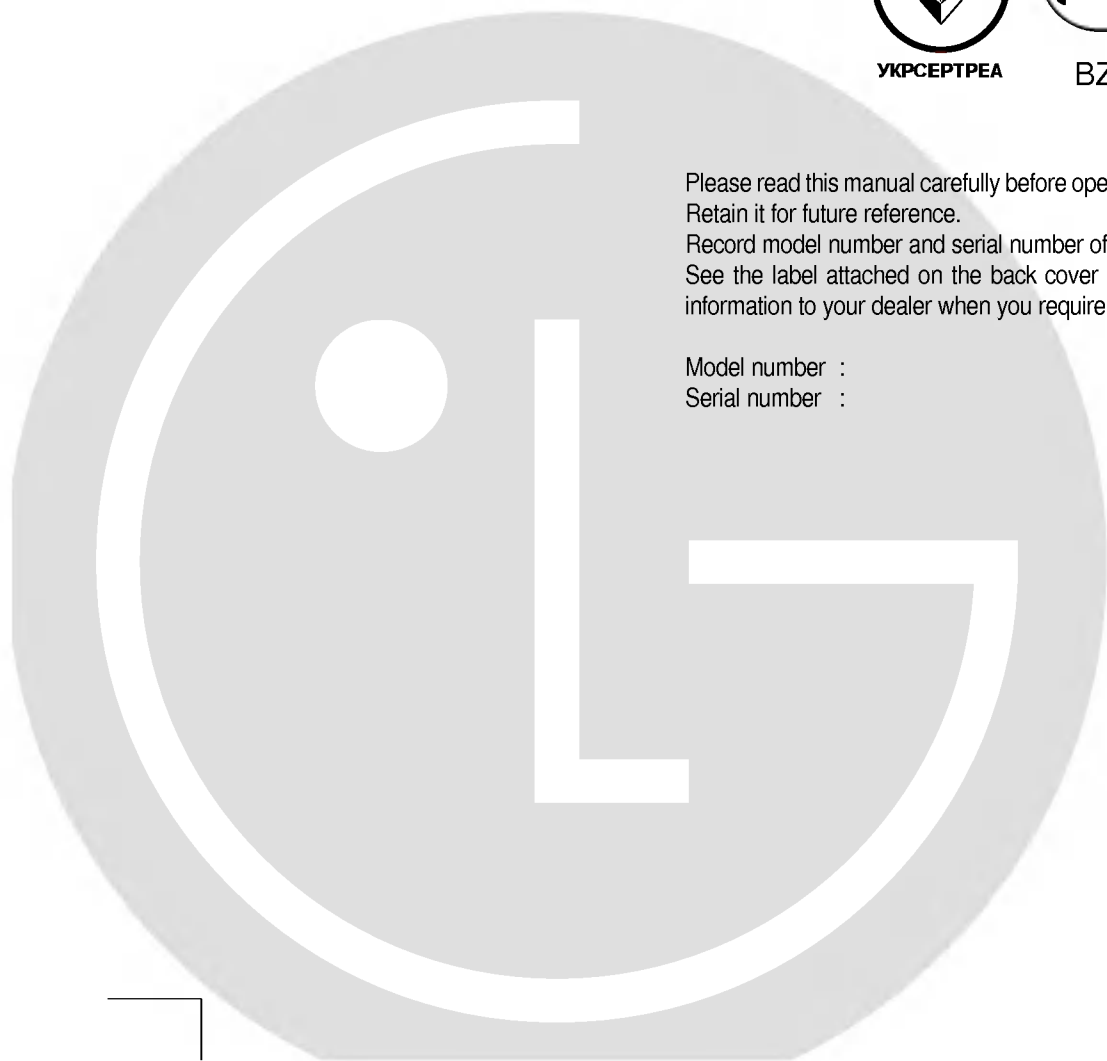 УКРСЕРТРЕА
BZ
Please read this manual carefully before ope
Retain it for future reference.
Record model number and serial number of
See the label attached on the back cover
information to your dealer when you require
Model number :
Serial number :
LG